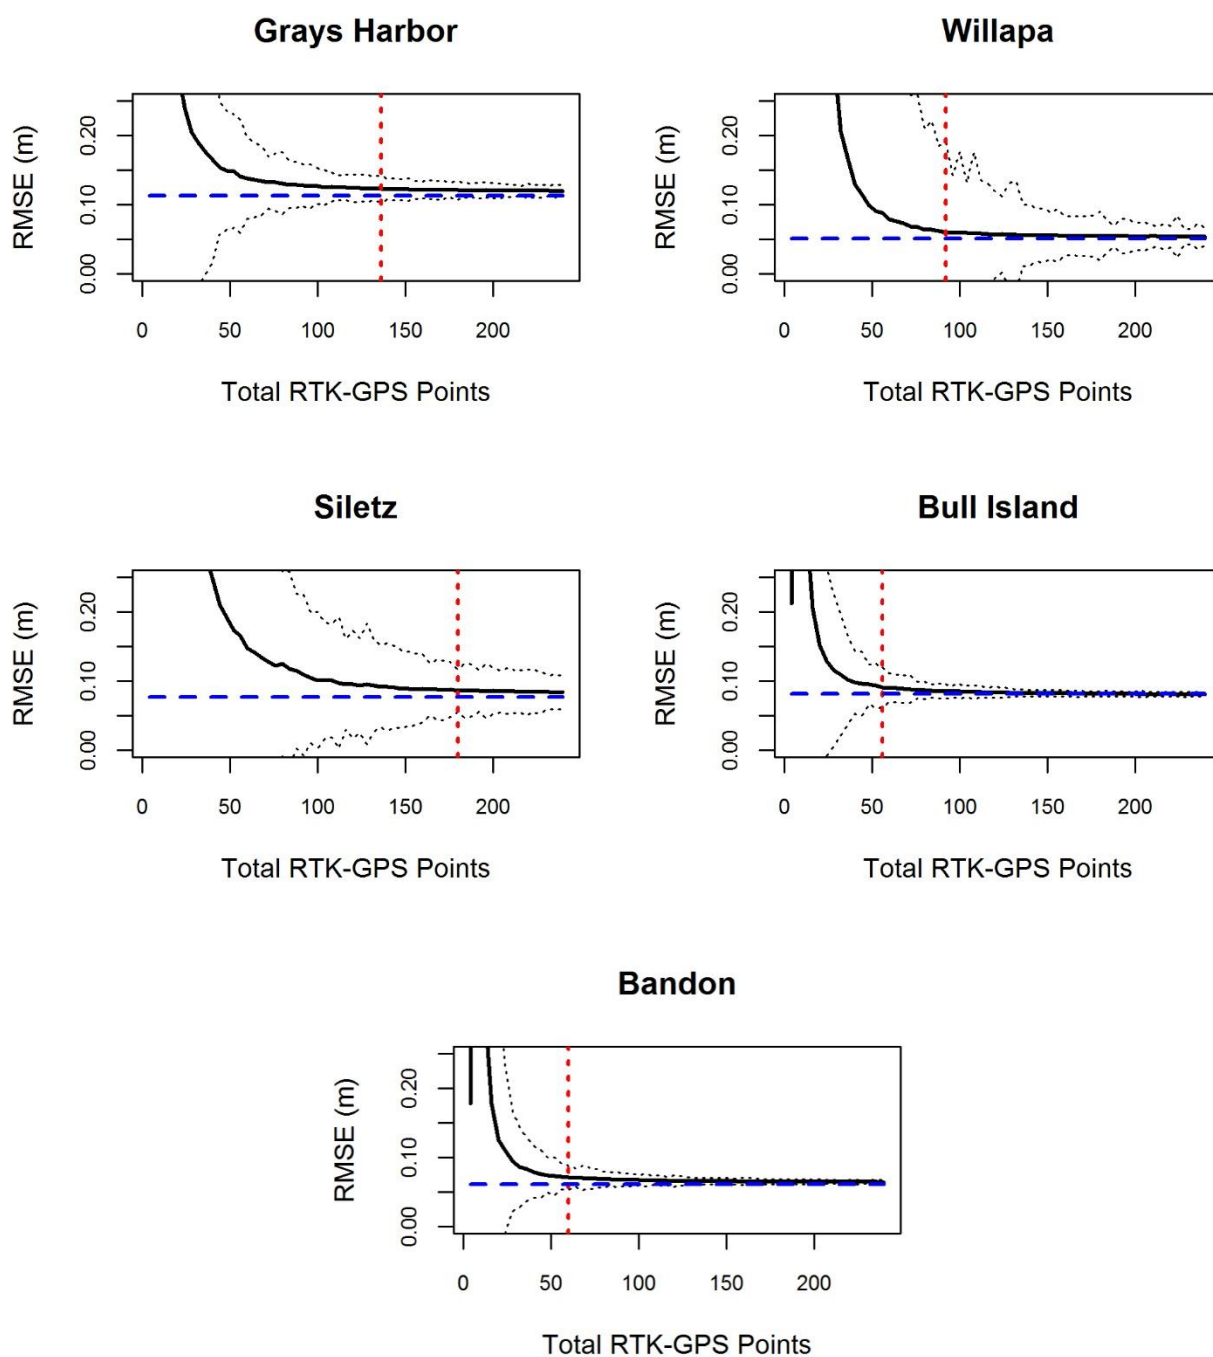 Grays Harbor
RMSE (m)
0.20
0.10
0.00
0 50 100 150 200
Total RTK-GPS Points
Willapa
RMSE (m)
0.20
0.10
0.00
0 50 100 150 200
Total RTK-GPS Points
Siletz
RMSE (m)
0.20
0.10
0.00
0 50 100 150 200
Total RTK-GPS Points
Bull Island
RMSE (m)
0.20
0.10
0.00
0 50 100 150 200
Total RTK-GPS Points
Bandon
RMSE (m)
0.20
0.10
0.00
0 50 100 150 200
Total RTK-GPS Points